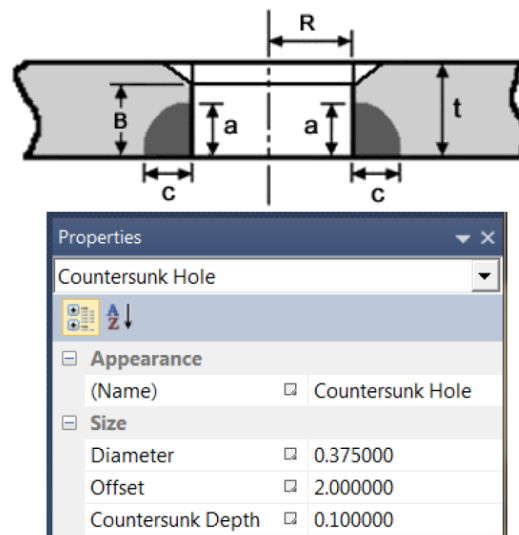 R
B
a
a
t
c
c
Properties
Countersunk Hole
A
Z
Appearance
(Name) Countersunk Hole
Size
Diameter 0.375000
Offset 2.000000
Countersunk Depth 0.100000